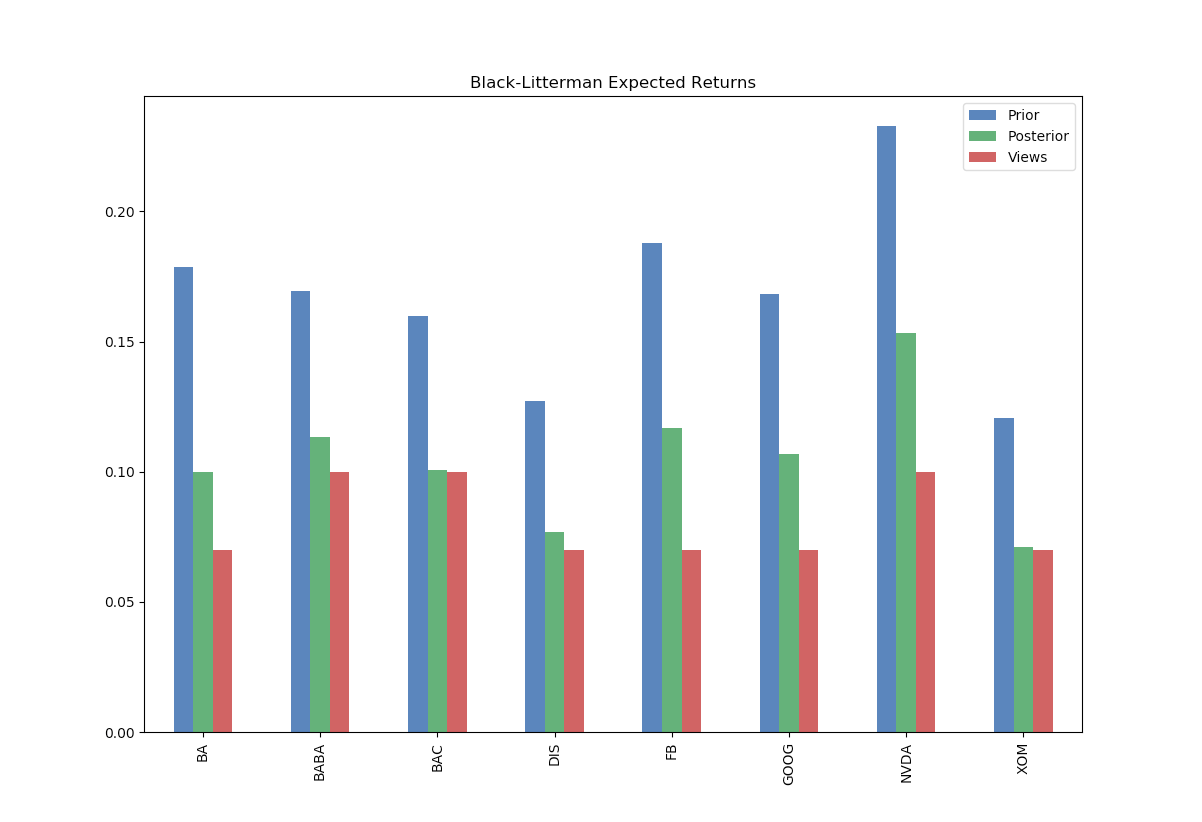 Black-Litterman Expected Returns
Prior
Posterior
Views
0.20
0.15
0.10
0.05
0.00
BA
BABA
BAC
DIS
FB
GOOG
NVDA
XOM